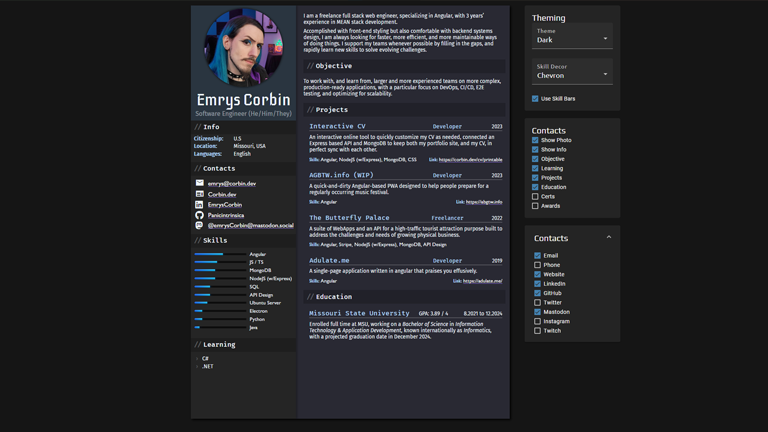 Emrys Corbin
Software Engineer (He/Him/They)
// Info
Citizenship: U.S
Location: Missouri, USA
Languages: English
// Contacts
emrys@corbin.dev
Corbin.dev
EmrysCorbin
Panicintrinsica
@emrysCorbin@mastodon.social
// Skills
Angular
JS / TS
MongoDB
NodeJS (w/Express)
SQL
API Design
Ubuntu Server
Electron
Python
Java
// Learning
C#
.NET
I am a freelance full stack web engineer, specializing in Angular, with 3 years'
experience in MEAN stack development.
Accomplished with front-end styling but also comfortable with backend systems
design, I am always looking for faster, more efficient, and more maintainable ways
of doing things. I support my teams whenever possible by filling in the gaps, and
rapidly learn new skills to solve evolving challenges.
// Objective
To work with, and learn from, larger and more experienced teams on more complex,
production-ready applications, with a particular focus on DevOps, CI/CD, E2E
testing, and optimizing for scalability.
// Projects
Interactive CV Developer 2023
An interactive online tool to quickly customize my CV as needed, connected an
Express based API and MongoDB to keep both my portfolio site, and my CV, in
perfect sync with each other.
Skills: Angular, NodeJS (w/Express), MongoDB, CSS Link: https://corbin.dev/cv/printable
AGBTW.info (WIP) Developer 2023
A quick-and-dirty Angular-based PWA designed to help people prepare for a
regularly occurring music festival.
Skills: Angular Link: https://agbtw.info
The Butterfly Palace Freelancer 2022
A suite of WebApps and an API for a high-traffic tourist attraction purpose built to
address the challenges and needs of growing physical business.
Skills: Angular, Stripe, NodeJS (w/Express), MongoDB, API Design
Adulate.me Developer 2019
A single-page application written in angular that praises you effusively.
Skills: Angular Link: https://adulate.me/
// Education
Missouri State University GPA: 3.89 / 4 8.2021 to 12.2024
Enrolled full time at MSU, working on a Bachelor of Science in Information
Technology & Application Development, known internationally as Informatics,
with a projected graduation date in December 2024.
Theming
Theme
Dark
Skill Decor
Chevron
Use Skill Bars
Contacts
Show Photo
Show Info
Objective
Learning
Projects
Education
Certs
Awards
Contacts
Email
Phone
Website
LinkedIn
GitHub
Twitter
Mastodon
Instagram
Twitch